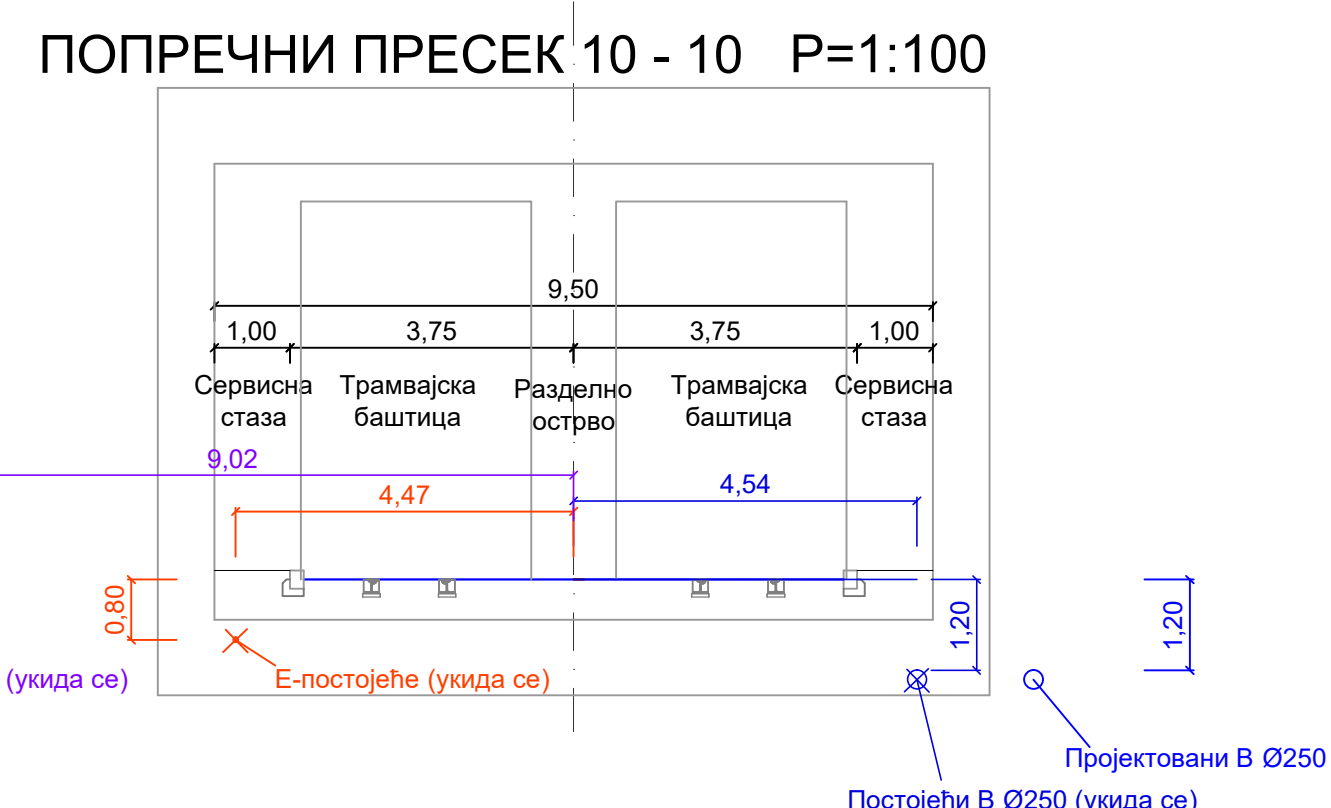 ПОПРЕЧНИ ПРЕСЕК 10 - 10 Р=1:100
9,50
1,00 3,75 3,75 1,00
Сервисна стаза
Трамвајска баштица
Разделно острво
Трамвајска баштица
Сервисна стаза
9,02
4,47
4,54
0,80
1,20
1,20
(укида се)
Е-постојеће (укида се)
Пројектовани В Ø250
Постојећи В Ø250 (укида се)